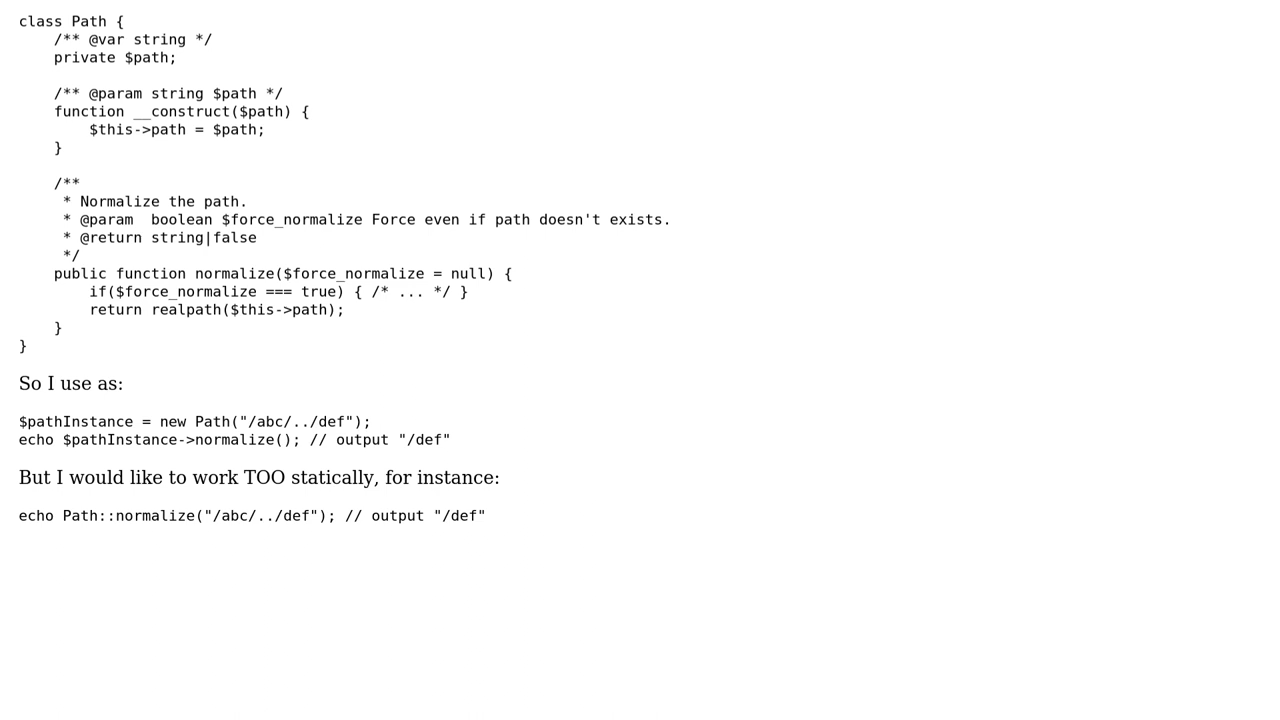 class Path {
    /** @var string */
    private $path;

    /** @param string $path */
    function __construct($path) {
        $this->path = $path;
    }

    /**
     * Normalize the path.
     * @param  boolean $force_normalize Force even if path doesn't exists.
     * @return string|false
     */
    public function normalize($force_normalize = null) {
        if($force_normalize === true) { /* ... */ }
        return realpath($this->path);
    }
}
So I use as:
$pathInstance = new Path("/abc/../def");
echo $pathInstance->normalize(); // output "/def"
But I would like to work TOO statically, for instance:
echo Path::normalize("/abc/../def"); // output "/def"